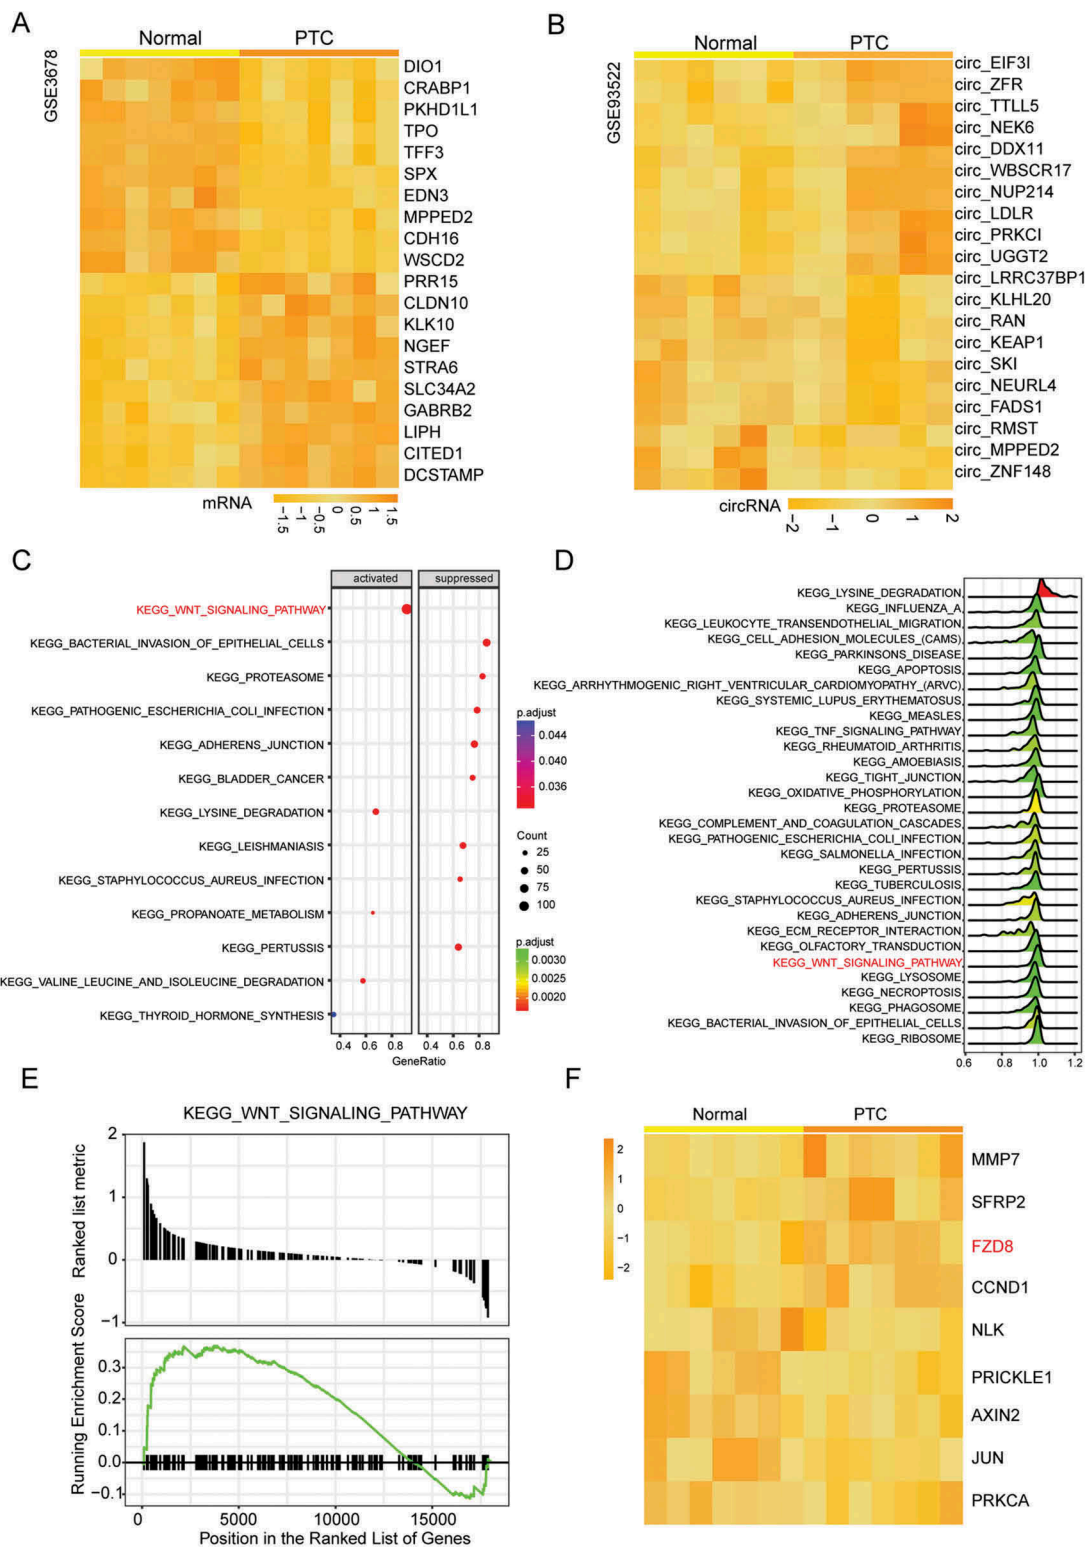 A
GSE3678
Normal PTC
DIO1
CRABP1
PKHD1L1
TPO
TFF3
SPX
EDN3
MPPED2
CDH16
WSCD2
PRR15
CLDN10
KLK10
NGEF
STRA6
SLC34A2
GABRB2
LIPH
CITED1
DCSTAMP
mRNA
−1.5 −1 −0.5 0 0.5 1 1.5
B
GSE93522
Normal PTC
circ_EIF3I
circ_ZFR
circ_TTLL5
circ_NEK6
circ_DDX11
circ_WBSCR17
circ_NUP214
circ_LDLR
circ_PRKCI
circ_UGGT2
circ_LRRC37BP1
circ_KLHL20
circ_RAN
circ_KEAP1
circ_SKI
circ_NEURL4
circ_FADS1
circ_RMST
circ_MPPED2
circ_ZNF148
circRNA
−2 −1 0 1 2
C
activated suppressed
KEGG_WNT_SIGNALING_PATHWAY
KEGG_BACTERIAL_INVASION_OF_EPITHELIAL_CELLS
KEGG_PROTEASOME
KEGG_PATHOGENIC_ESCHERICHIA_COLI_INFECTION
KEGG_ADHERENS_JUNCTION
KEGG_BLADDER_CANCER
KEGG_LYSINE_DEGRADATION
KEGG_LEISHMANIASIS
KEGG_STAPHYLOCOCCUS_AUREUS_INFECTION
KEGG_PROPANOATE_METABOLISM
KEGG_PERTUSSIS
KEGG_VALINE_LEUCINE_AND_ISOLEUCINE_DEGRADATION
KEGG_THYROID_HORMONE_SYNTHESIS
0.4 0.6 0.8 0.4 0.6 0.8
GeneRatio
p.adjust
0.044
0.040
0.036
Count
25
50
75
100
p.adjust
0.0030
0.0025
0.0020
D
KEGG_LYSINE_DEGRADATION
KEGG_INFLUENZA_A
KEGG_LEUKOCYTE_TRANSENDOTHELIAL_MIGRATION
KEGG_CELL_ADHESION_MOLECULES_(CAMS)
KEGG_PARKINSONS_DISEASE
KEGG_APOPTOSIS
KEGG_ARRHYTHMOGENIC_RIGHT_VENTRICULAR_CARDIOMYOPATHY_(ARVC)
KEGG_SYSTEMIC_LUPUS_ERYTHEMATOSUS
KEGG_MEASLES
KEGG_TNF_SIGNALING_PATHWAY
KEGG_RHEUMATOID_ARTHRITIS
KEGG_AMOEBIASIS
KEGG_TIGHT_JUNCTION
KEGG_OXIDATIVE_PHOSPHORYLATION
KEGG_PROTEASOME
KEGG_COMPLEMENT_AND_COAGULATION_CASCADES
KEGG_PATHOGENIC_ESCHERICHIA_COLI_INFECTION
KEGG_SALMONELLA_INFECTION
KEGG_PERTUSSIS
KEGG_TUBERCULOSIS
KEGG_STAPHYLOCOCCUS_AUREUS_INFECTION
KEGG_ADHERENS_JUNCTION
KEGG_ECM_RECEPTOR_INTERACTION
KEGG_OLFACTORY_TRANSDUCTION
KEGG_WNT_SIGNALING_PATHWAY
KEGG_LYSOSOME
KEGG_NECROPTOSIS
KEGG_PHAGOSOME
KEGG_BACTERIAL_INVASION_OF_EPITHELIAL_CELLS
KEGG_RIBOSOME
0.6 0.8 1.0 1.2
E
KEGG_WNT_SIGNALING_PATHWAY
Ranked list metric
2
1
0
−1
Running Enrichment Score
0.3
0.2
0.1
0.0
−0.1
0 5000 10000 15000
Position in the Ranked List of Genes
F
Normal PTC
2
1
0
−1
−2
MMP7
SFRP2
FZD8
CCND1
NLK
PRICKLE1
AXIN2
JUN
PRKCA